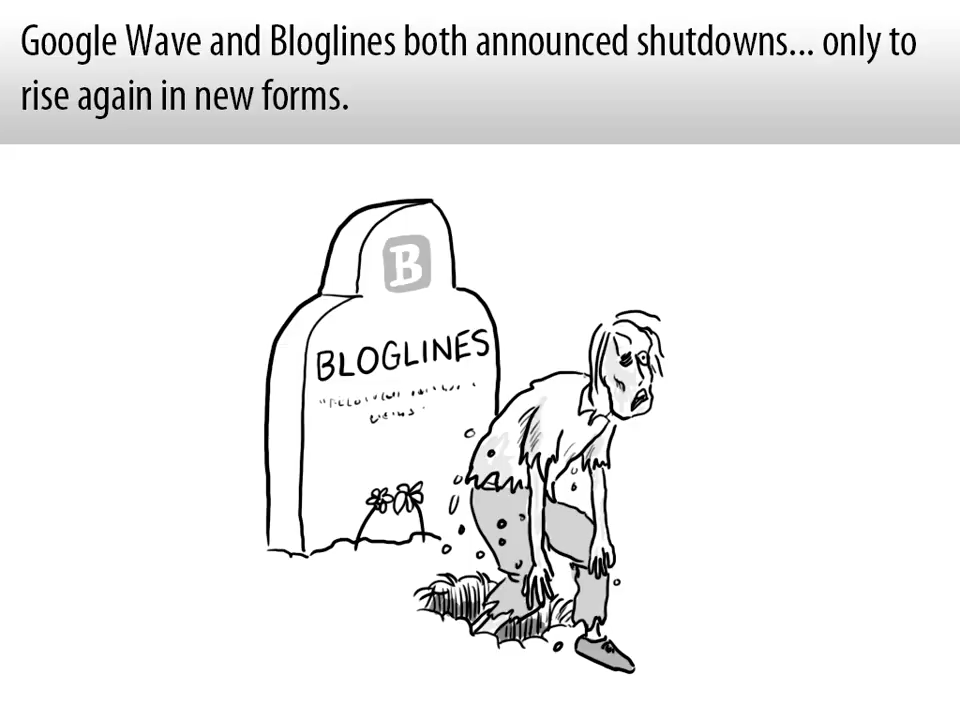 Google Wave and Bloglines both announced shutdowns... only to
rise again in new forms.
B
BLOGLINES